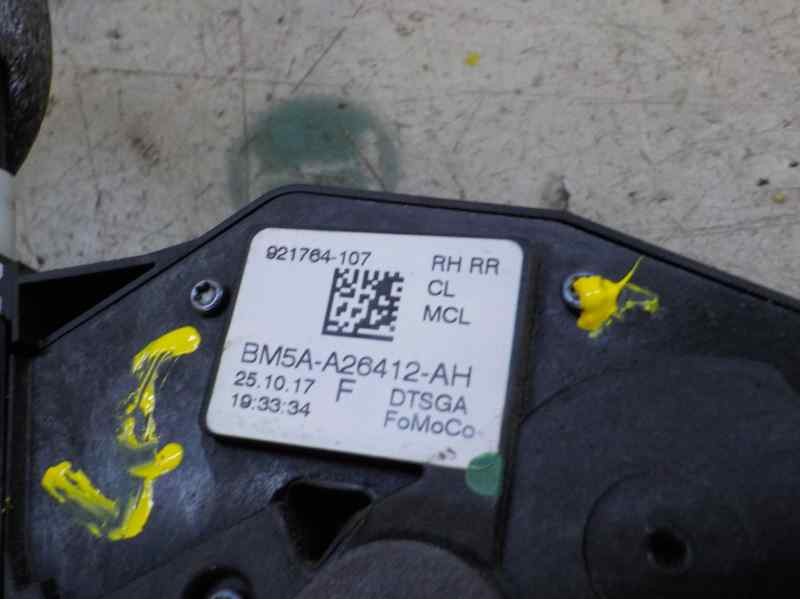 921764-107
RH RR
CL
MCL
BM5A-A26412-AH
25.10.17 F DTSGA
19:33:34 FoMoCo